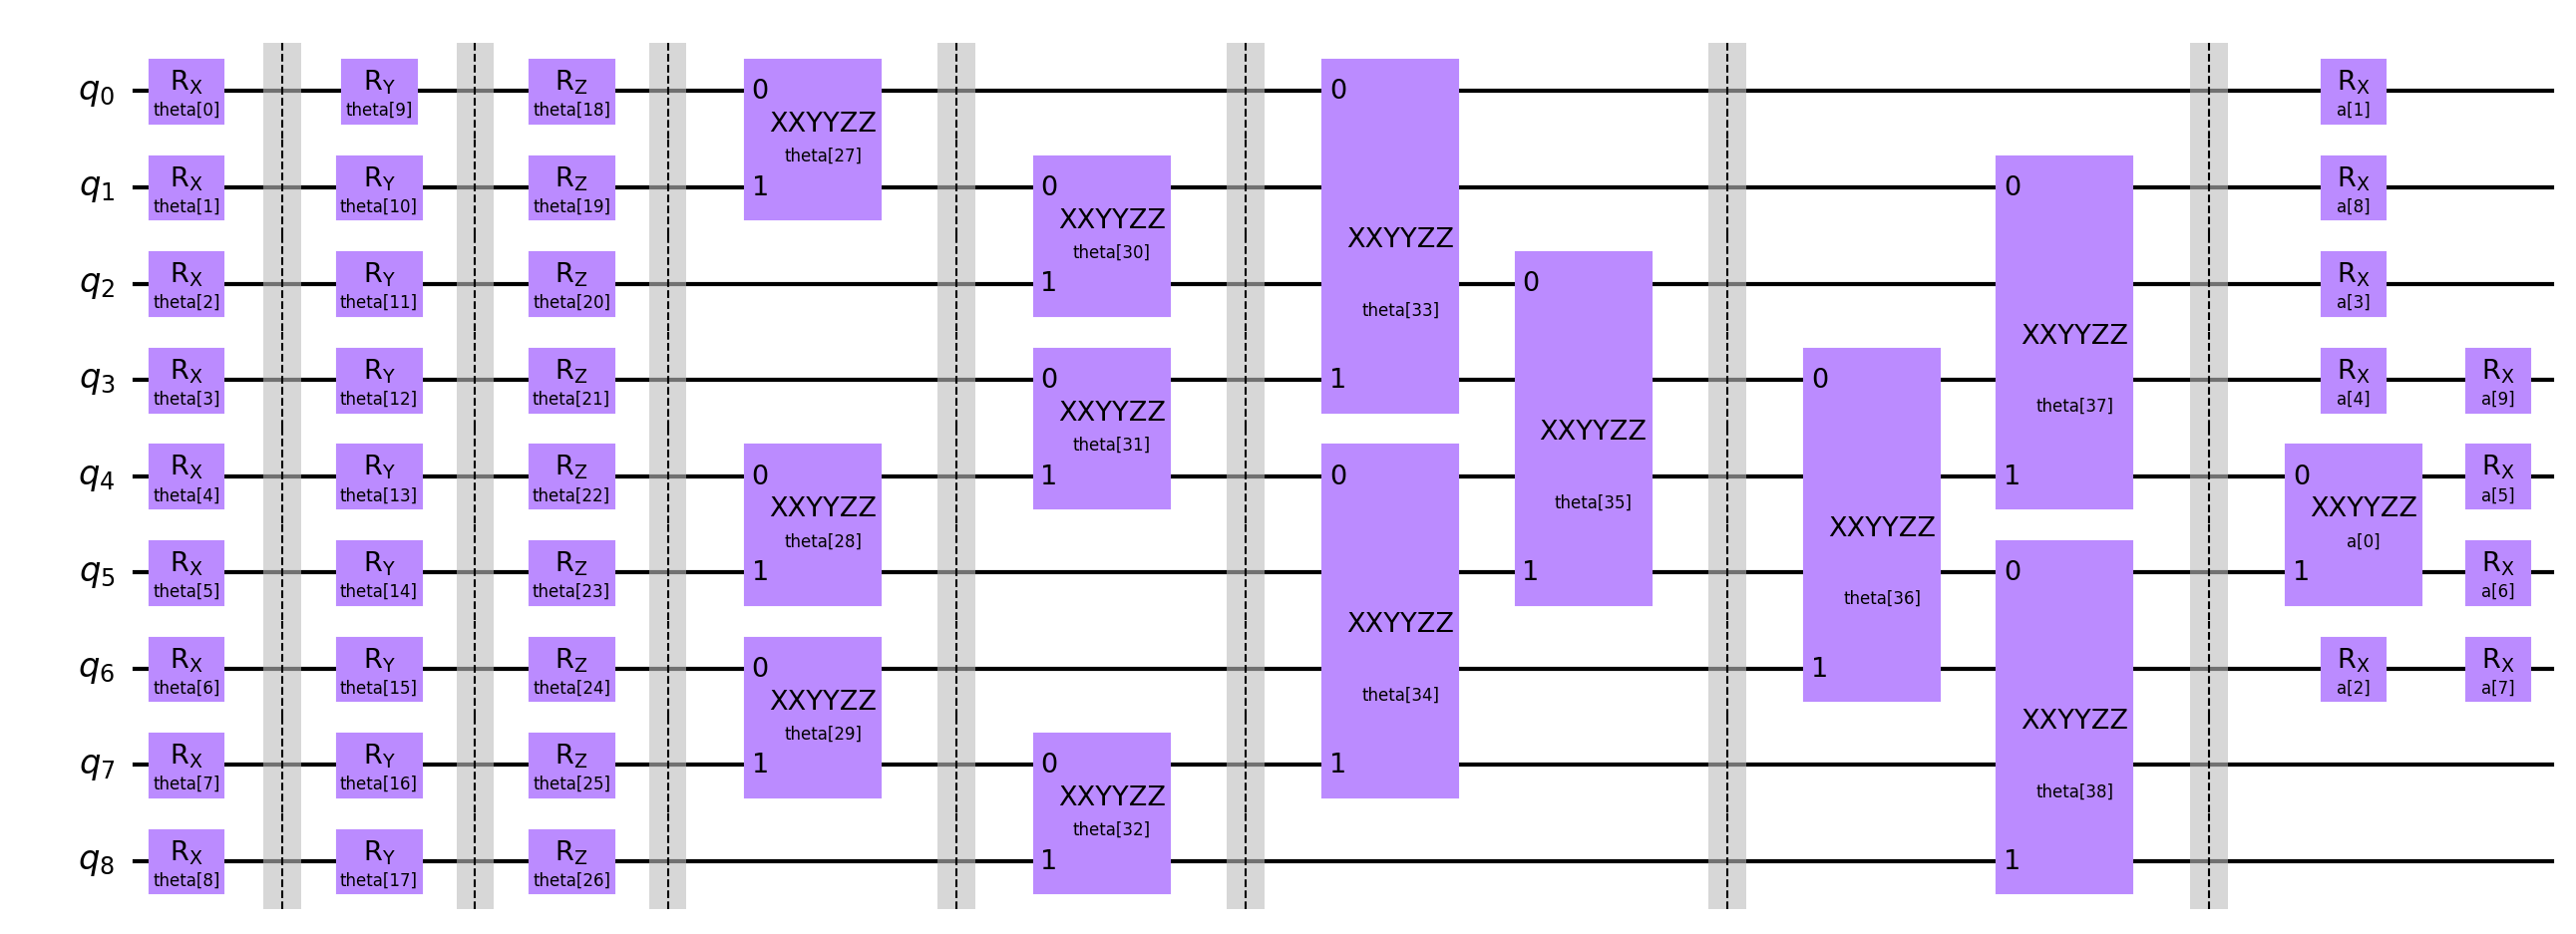 q0 RX theta[0] RY theta[9] RZ theta[18] 0 XXYYZZ theta[27] 0 RX a[1]
q1 RX theta[1] RY theta[10] RZ theta[19] 1 0 XXYYZZ theta[30] XXYYZZ theta[33] 0 RX a[8]
q2 RX theta[2] RY theta[11] RZ theta[20] 1 0 XXYYZZ theta[37] RX a[3]
q3 RX theta[3] RY theta[12] RZ theta[21] 0 XXYYZZ theta[31] 1 XXYYZZ theta[35] 0 RX a[4] RX a[9]
q4 RX theta[4] RY theta[13] RZ theta[22] 0 XXYYZZ theta[28] 1 0 XXYYZZ theta[36] 1 0 XXYYZZ a[0] RX a[5]
q5 RX theta[5] RY theta[14] RZ theta[23] 1 XXYYZZ theta[34] 1 0 1 RX a[6]
q6 RX theta[6] RY theta[15] RZ theta[24] 0 XXYYZZ theta[29] 1 XXYYZZ theta[38] RX a[2] RX a[7]
q7 RX theta[7] RY theta[16] RZ theta[25] 1 0 XXYYZZ theta[32] 1
q8 RX theta[8] RY theta[17] RZ theta[26] 1 1